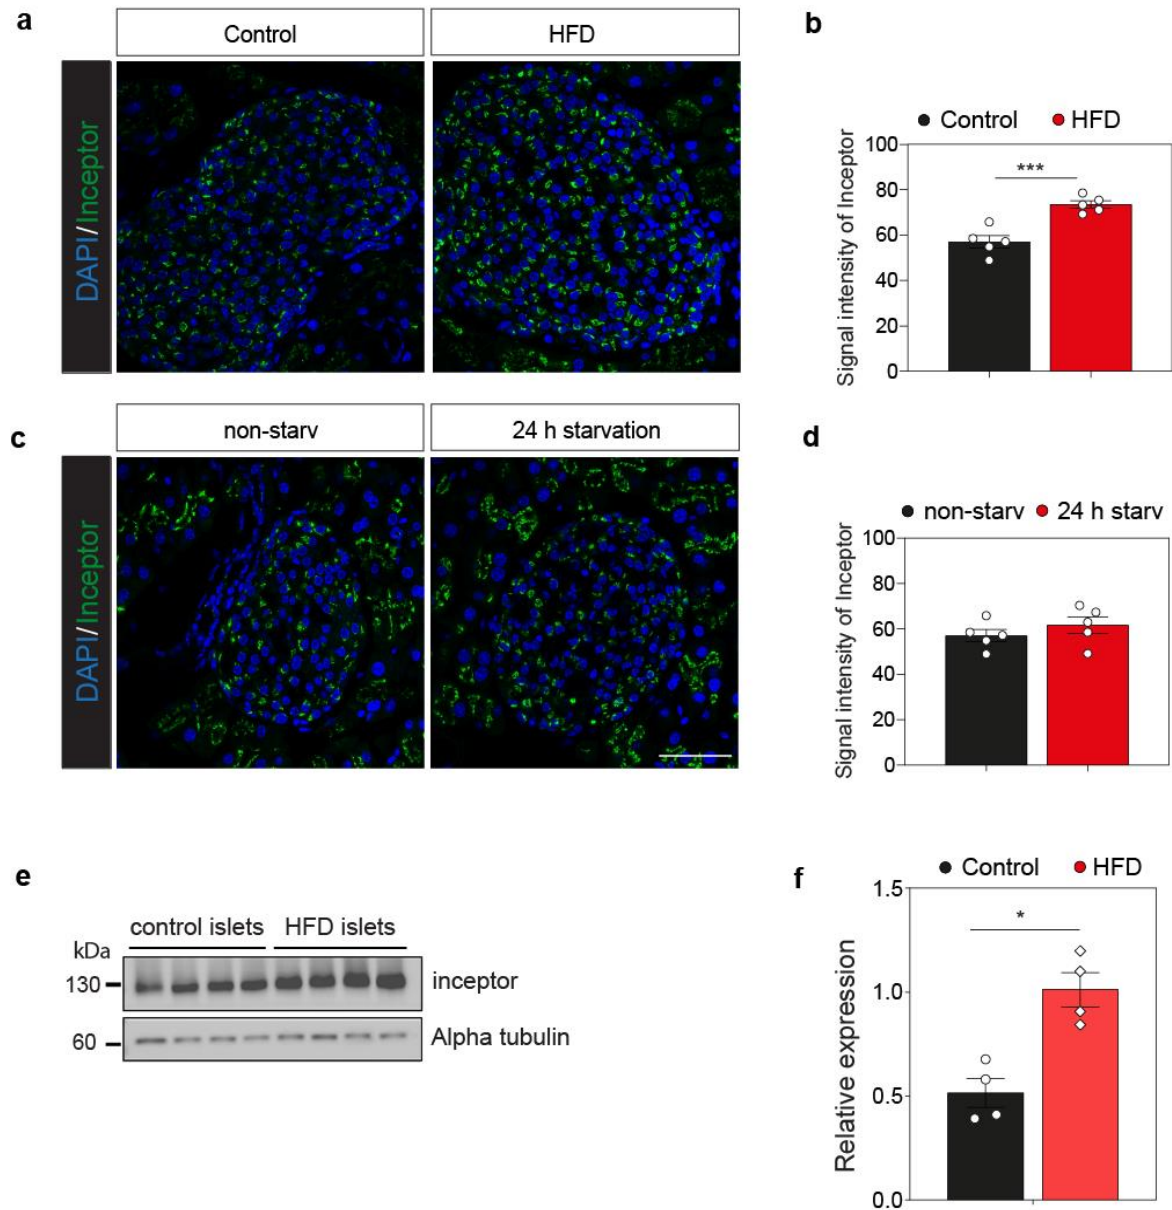 a
Control
HFD
DAPI/Inceptor
b
Control HFD
***
Signal intensity of Inceptor
100
80
60
40
20
0
c
non-starv
24 h starvation
DAPI/Inceptor
d
non-starv 24 h starv
Signal intensity of Inceptor
100
80
60
40
20
0
e
control islets HFD islets
kDa
130 inceptor
60 Alpha tubulin
f
Control HFD
*
Relative expression
1.5
1.0
0.5
0.0